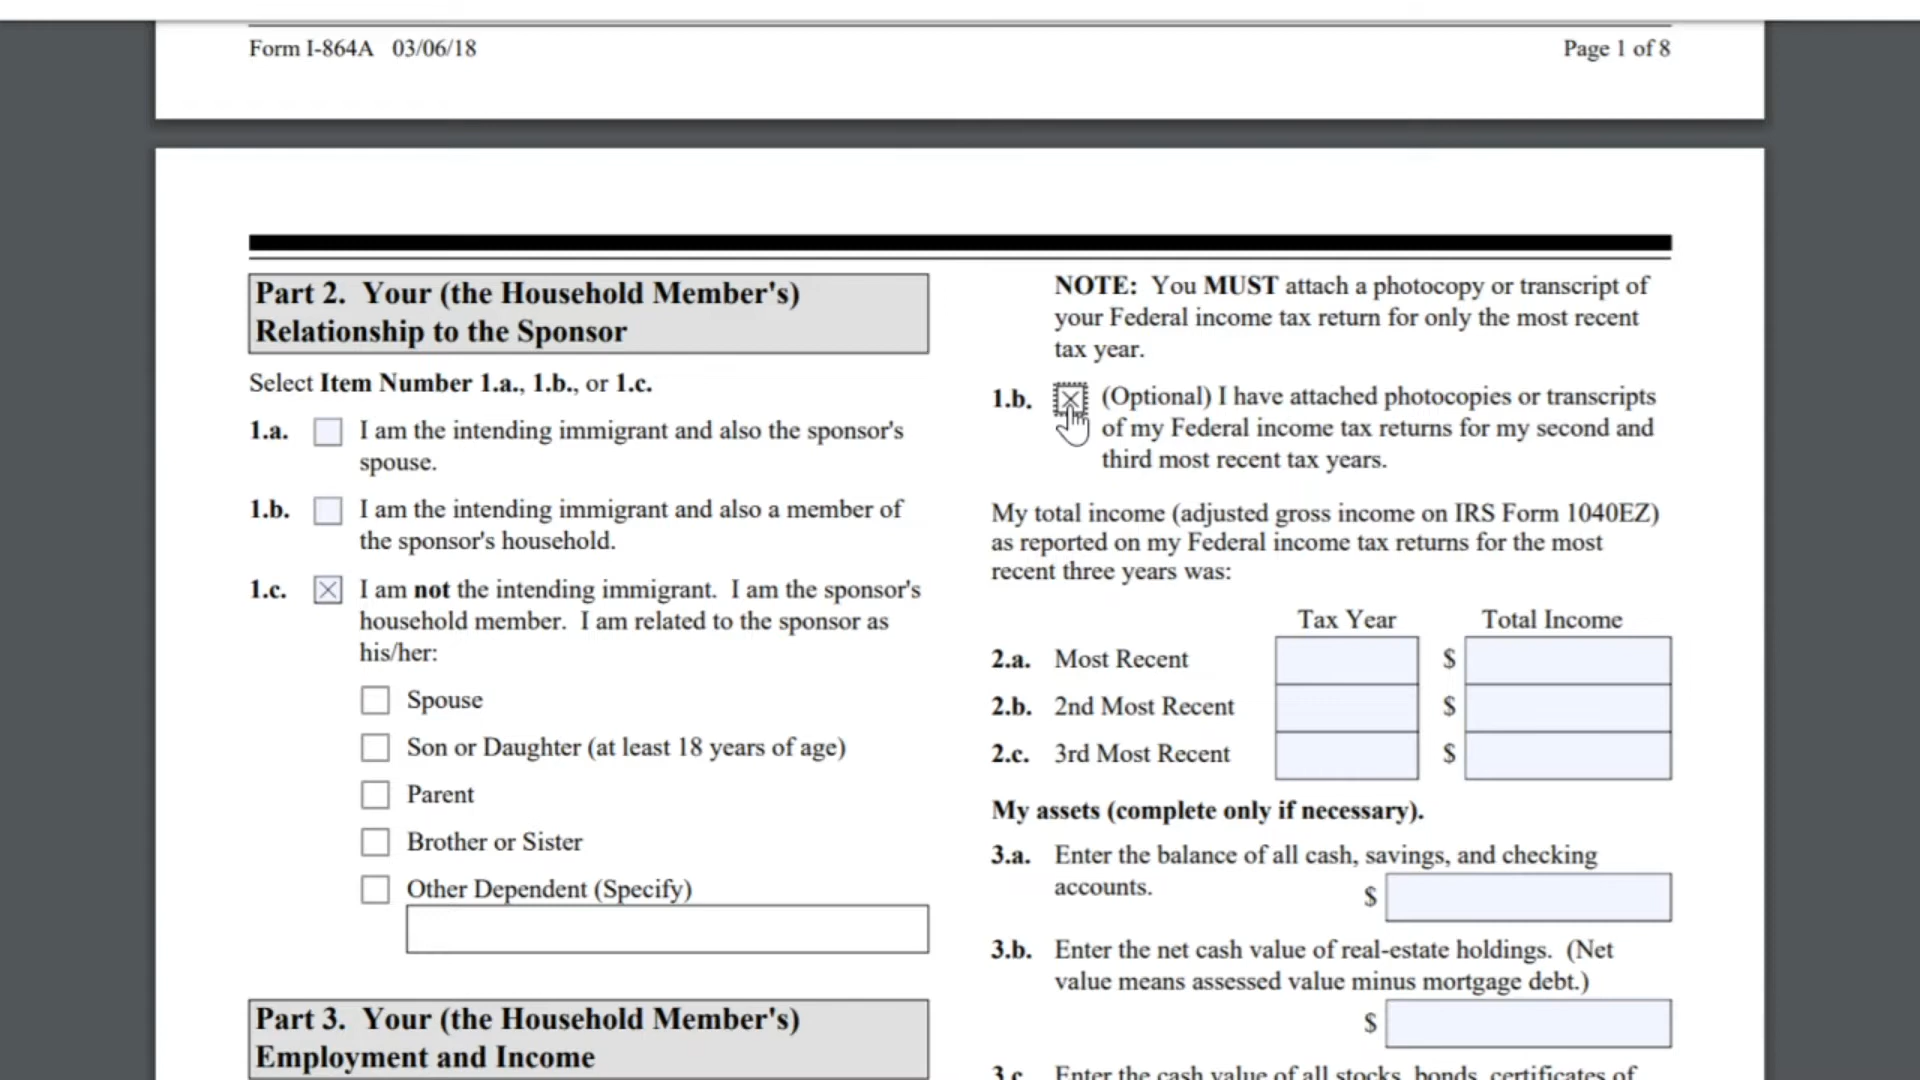 Form I-864A 03/06/18
Page 1 of 8
Part 2. Your (the Household Member's)
Relationship to the Sponsor
Select Item Number 1.a., 1.b., or 1.c.
1.a. I am the intending immigrant and also the sponsor's
spouse.
1.b. I am the intending immigrant and also a member of
the sponsor's household.
1.c. I am not the intending immigrant. I am the sponsor's
household member. I am related to the sponsor as
his/her:
Spouse
Son or Daughter (at least 18 years of age)
Parent
Brother or Sister
Other Dependent (Specify)
Part 3. Your (the Household Member's)
Employment and Income
NOTE: You MUST attach a photocopy or transcript of
your Federal income tax return for only the most recent
tax year.
1.b. (Optional) I have attached photocopies or transcripts
of my Federal income tax returns for my second and
third most recent tax years.
My total income (adjusted gross income on IRS Form 1040EZ)
as reported on my Federal income tax returns for the most
recent three years was:
Tax Year Total Income
2.a. Most Recent $
2.b. 2nd Most Recent $
2.c. 3rd Most Recent $
My assets (complete only if necessary).
3.a. Enter the balance of all cash, savings, and checking
accounts. $
3.b. Enter the net cash value of real-estate holdings. (Net
value means assessed value minus mortgage debt.)
$
3.c. Enter the cash value of all stocks, bonds, certificates of